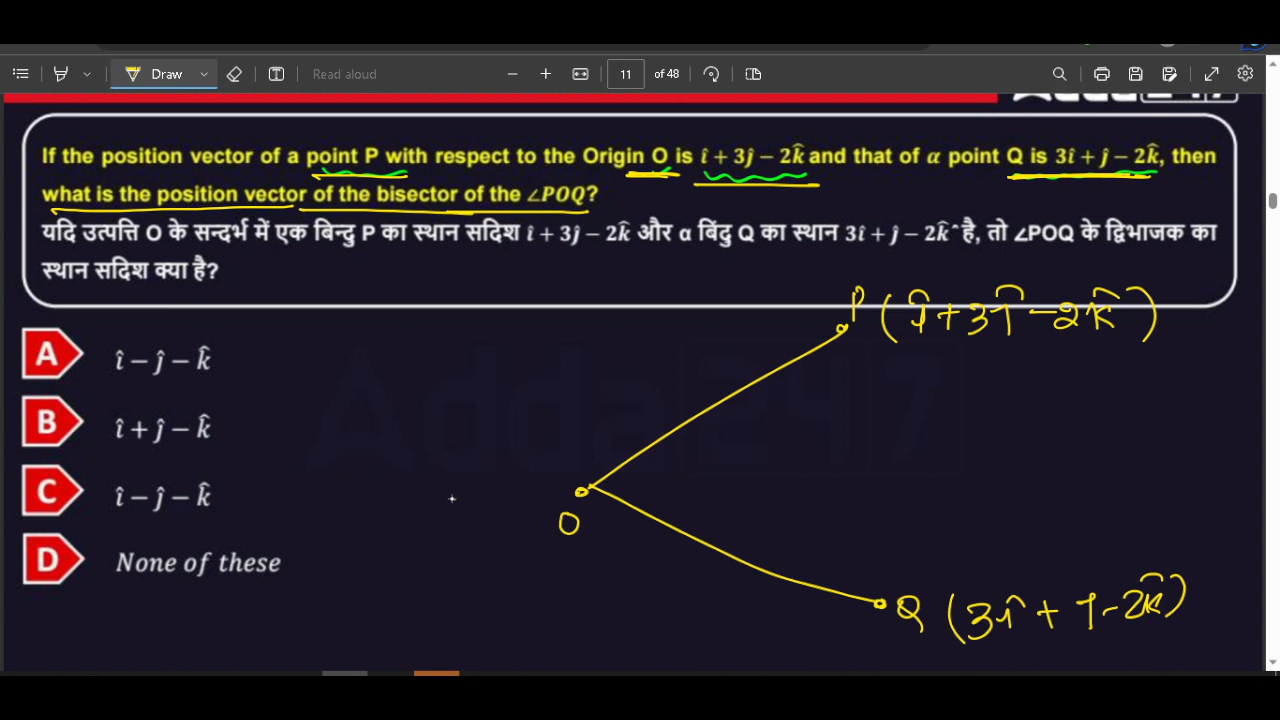 Draw
Read aloud
11
of 48
Adda247
If the position vector of a point P with respect to the Origin O is î + 3ĵ − 2k̂ and that of α point Q is 3î + ĵ − 2k̂, then
what is the position vector of the bisector of the ∠POQ?
यदि उत्पत्ति O के सन्दर्भ में एक बिन्दु P का स्थान सदिश î + 3ĵ − 2k̂ और α बिंदु Q का स्थान 3î + ĵ − 2k̂ˆ है, तो ∠POQ के द्विभाजक का
स्थान सदिश क्या है?
P (î + 3ĵ − 2k̂)
A î − ĵ − k̂
B î + ĵ − k̂
Adda247
C î − ĵ − k̂
O
D None of these
Q (3î + ĵ − 2k̂)